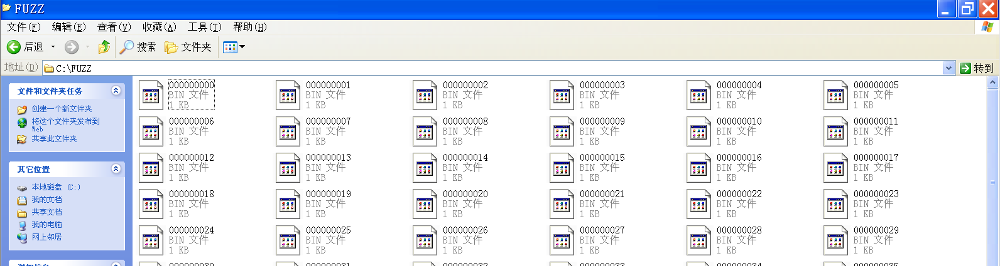 FUZZ
文件(F) 编辑(E) 查看(V) 收藏(A) 工具(T) 帮助(H)
后退 搜索 文件夹
地址(D) C:\FUZZ 转到
文件和文件夹任务
创建一个新文件夹
将这个文件夹发布到
Web
共享此文件夹
其它位置
本地磁盘 (C:)
我的文档
共享文档
我的电脑
网上邻居
详细信息
000000000 000000001 000000002 000000003 000000004 000000005
BIN 文件 BIN 文件 BIN 文件 BIN 文件 BIN 文件 BIN 文件
1 KB 1 KB 1 KB 1 KB 1 KB 1 KB
000000006 000000007 000000008 000000009 000000010 000000011
BIN 文件 BIN 文件 BIN 文件 BIN 文件 BIN 文件 BIN 文件
1 KB 1 KB 1 KB 1 KB 1 KB 1 KB
000000012 000000013 000000014 000000015 000000016 000000017
BIN 文件 BIN 文件 BIN 文件 BIN 文件 BIN 文件 BIN 文件
1 KB 1 KB 1 KB 1 KB 1 KB 1 KB
000000018 000000019 000000020 000000021 000000022 000000023
BIN 文件 BIN 文件 BIN 文件 BIN 文件 BIN 文件 BIN 文件
1 KB 1 KB 1 KB 1 KB 1 KB 1 KB
000000024 000000025 000000026 000000027 000000028 000000029
BIN 文件 BIN 文件 BIN 文件 BIN 文件 BIN 文件 BIN 文件
1 KB 1 KB 1 KB 1 KB 1 KB 1 KB
000000030 000000031 000000032 000000033 000000034 000000035